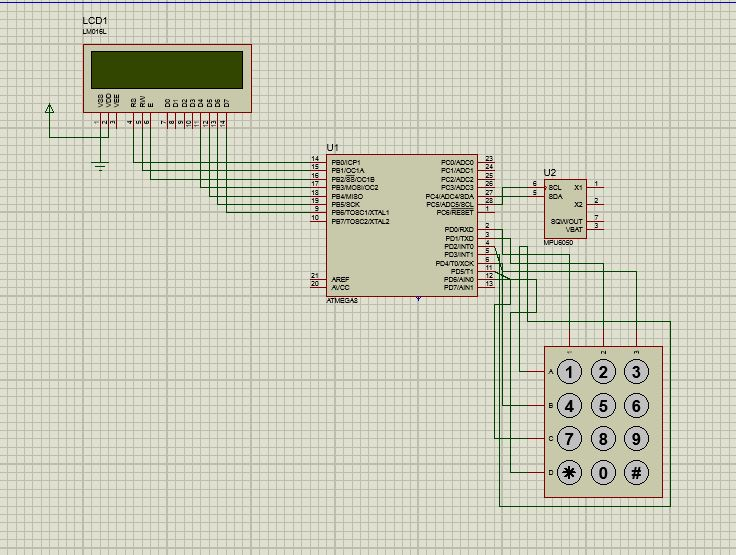 LCD1
LM016L
VSS VDD VEE RS RW E D0 D1 D2 D3 D4 D5 D6 D7
1 2 3 4 5 6 7 8 9 10 11 12 13 14
U1
14 PB0/ICP1 PC0/ADC0 23
15 PB1/OC1A PC1/ADC1 24
16 PB2/SS/OC1B PC2/ADC2 25
17 PB3/MOSI/OC2 PC3/ADC3 26
18 PB4/MISO PC4/ADC4/SDA 27
19 PB5/SCK PC5/ADC5/SCL 28
9 PB6/TOSC1/XTAL1 PC6/RESET 1
10 PB7/TOSC2/XTAL2
PD0/RXD 2
PD1/TXD 3
PD2/INT0 4
PD3/INT1 5
PD4/T0/XCK 6
PD5/T1 11
21 AREF PD6/AIN0 12
20 AVCC PD7/AIN1 13
ATMEGA8
U2
6 SCL X1 1
5 SDA
X2 2
SQW/OUT 7
VBAT 3
MPU6050
1 2 3
A 1 2 3
B 4 5 6
C 7 8 9
D * 0 #